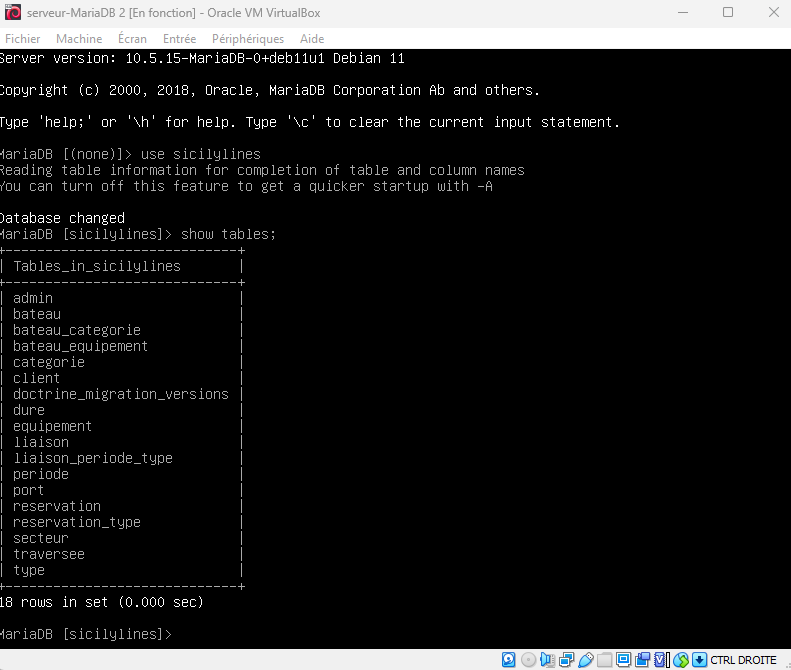 serveur-MariaDB 2 [En fonction] - Oracle VM VirtualBox
Fichier Machine Écran Entrée Périphériques Aide
Server version: 10.5.15-MariaDB-0+deb11u1 Debian 11
Copyright (c) 2000, 2018, Oracle, MariaDB Corporation Ab and others.
Type 'help;' or '\h' for help. Type '\c' to clear the current input statement.
MariaDB [(none)]> use sicilylines
Reading table information for completion of table and column names
You can turn off this feature to get a quicker startup with -A
Database changed
MariaDB [sicilylines]> show tables;
+-----------------------------+
| Tables_in_sicilylines       |
+-----------------------------+
| admin                       |
| bateau                      |
| bateau_categorie            |
| bateau_equipement           |
| categorie                   |
| client                      |
| doctrine_migration_versions |
| dure                        |
| equipement                  |
| liaison                     |
| liaison_periode_type        |
| periode                     |
| port                        |
| reservation                 |
| reservation_type            |
| secteur                     |
| traversee                   |
| type                        |
+-----------------------------+
18 rows in set (0.000 sec)
MariaDB [sicilylines]>
CTRL DROITE